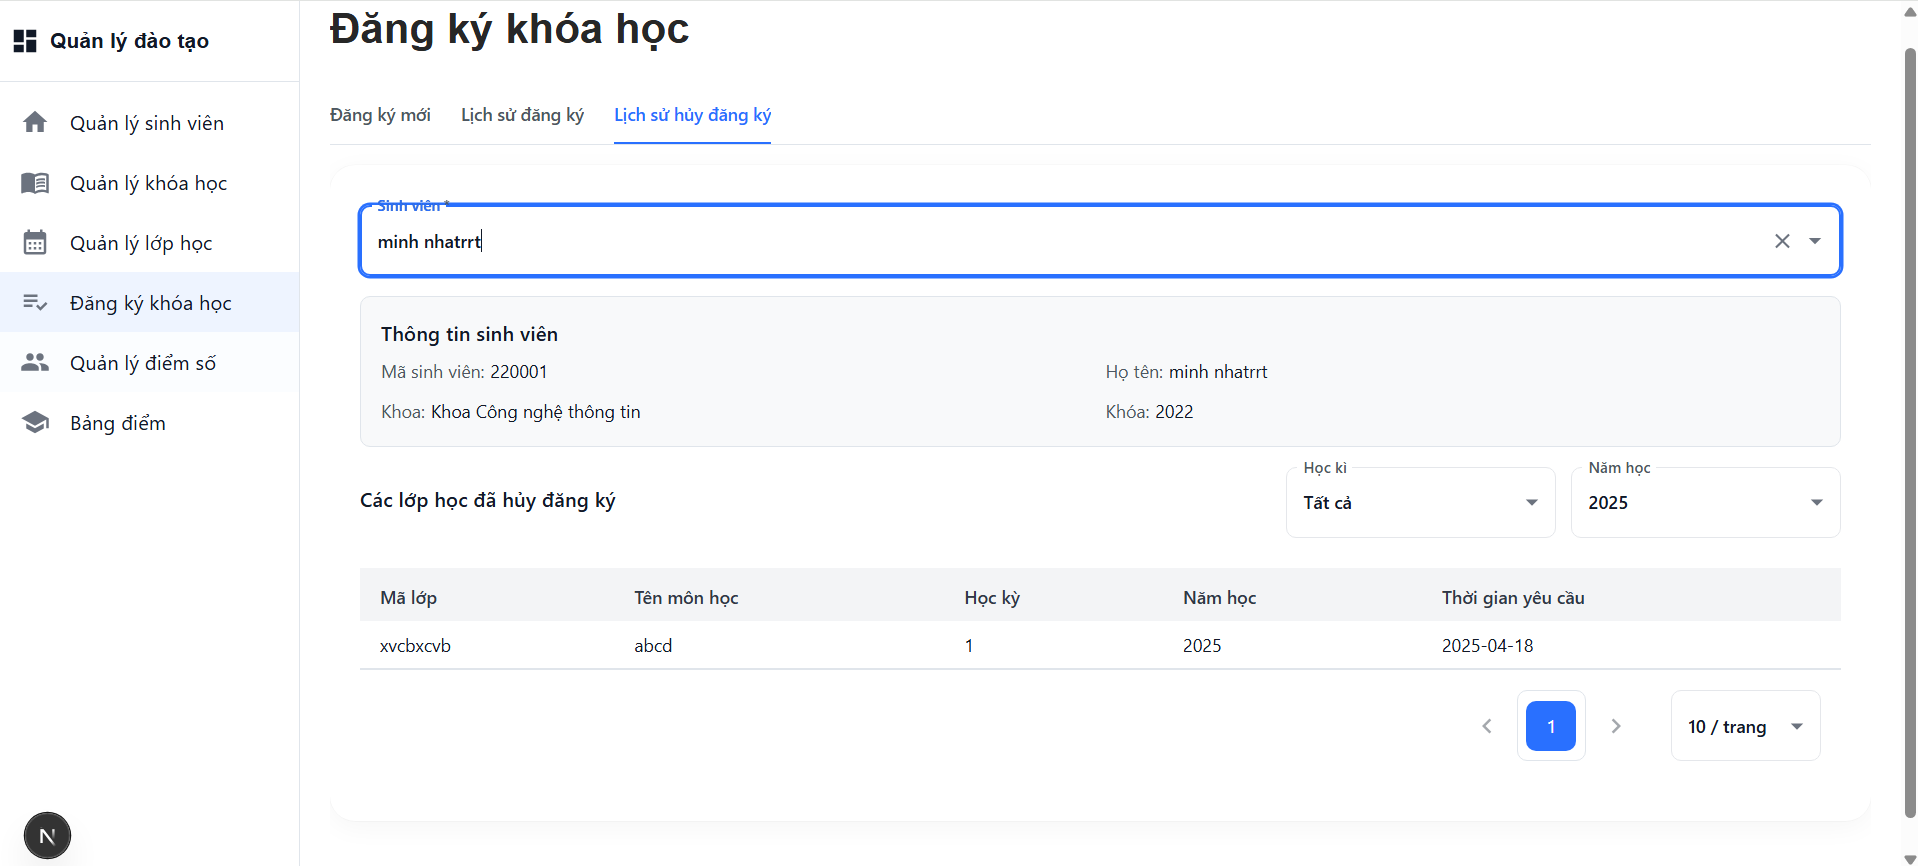 Quản lý đào tạo
Quản lý sinh viên
Quản lý khóa học
Quản lý lớp học
Đăng ký khóa học
Quản lý điểm số
Bảng điểm
N
Đăng ký khóa học
Đăng ký mới Lịch sử đăng ký Lịch sử hủy đăng ký
Sinh viên *
minh nhatrrt
Thông tin sinh viên
Mã sinh viên: 220001 Họ tên: minh nhatrrt
Khoa: Khoa Công nghệ thông tin Khóa: 2022
Các lớp học đã hủy đăng ký
Học kì
Tất cả
Năm học
2025
Mã lớp Tên môn học Học kỳ Năm học Thời gian yêu cầu
xvcbxcvb abcd 1 2025 2025-04-18
1
10 / trang